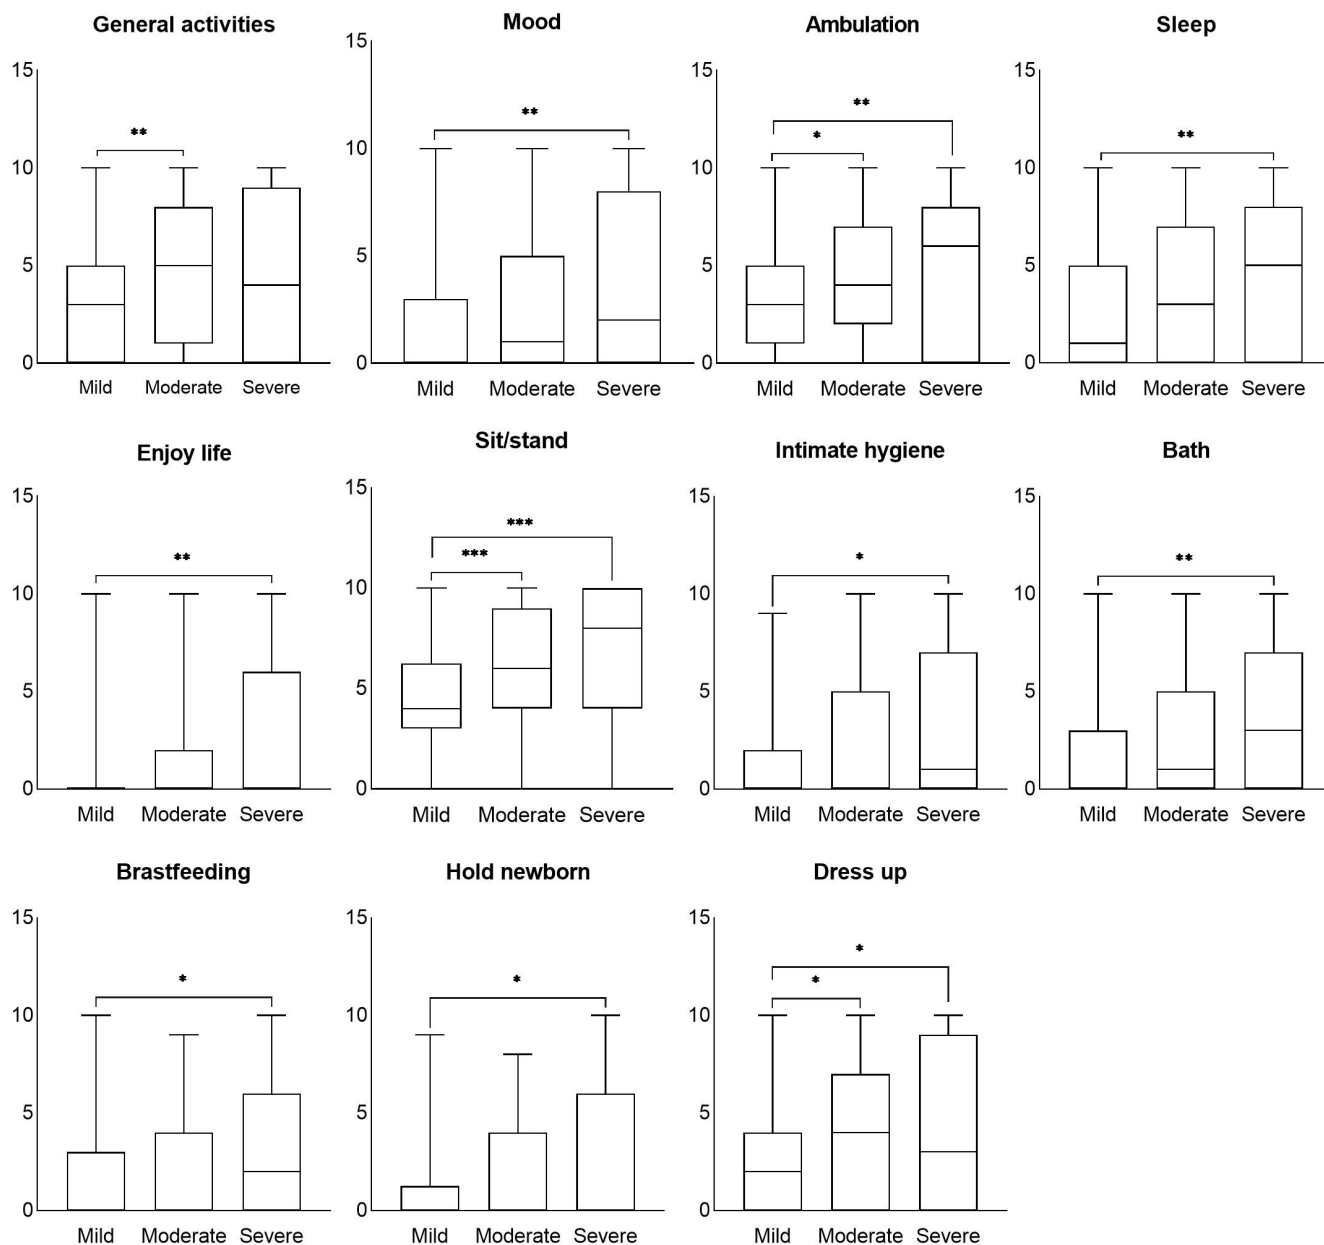 General activities
Mood
Ambulation
Sleep
15
10
5
0
**
Mild Moderate Severe
15
10
5
0
**
Mild Moderate Severe
15
10
5
0
**
*
Mild Moderate Severe
15
10
5
0
**
Mild Moderate Severe
Enjoy life
Sit/stand
Intimate hygiene
Bath
15
10
5
0
**
Mild Moderate Severe
15
10
5
0
***
***
Mild Moderate Severe
15
10
5
0
*
Mild Moderate Severe
15
10
5
0
**
Mild Moderate Severe
Brastfeeding
Hold newborn
Dress up
15
10
5
0
*
Mild Moderate Severe
15
10
5
0
*
Mild Moderate Severe
15
10
5
0
*
*
Mild Moderate Severe